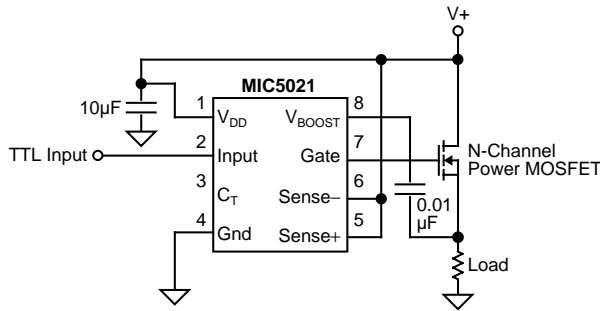 V+
MIC5021
10µF
1
V_DD
V_BOOST
8
TTL Input
2
Input
Gate
7
N-Channel
Power MOSFET
3
C_T
Sense−
6
0.01
µF
4
Gnd
Sense+
5
Load